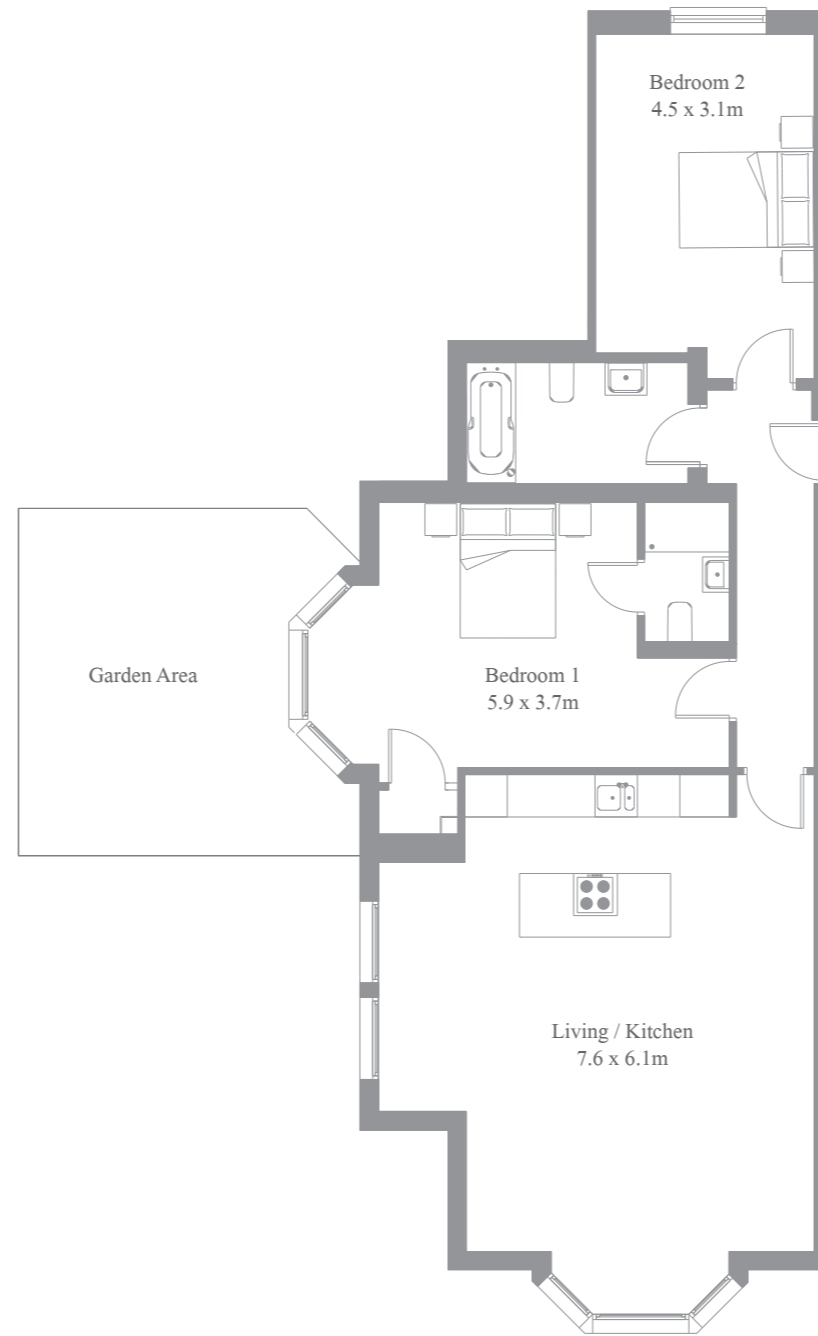 Bedroom 2
4.5 x 3.1m
Garden Area
Bedroom 1
5.9 x 3.7m
Living / Kitchen
7.6 x 6.1m